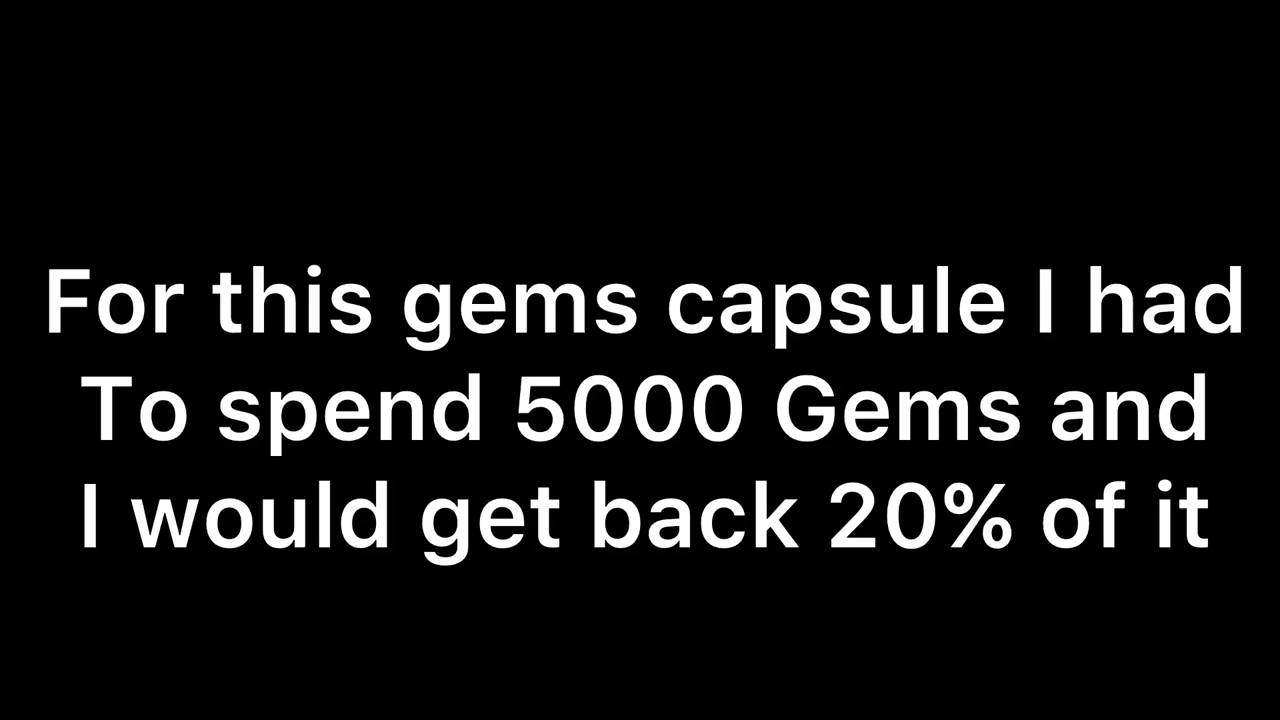 For this gems capsule I had
To spend 5000 Gems and
I would get back 20% of it